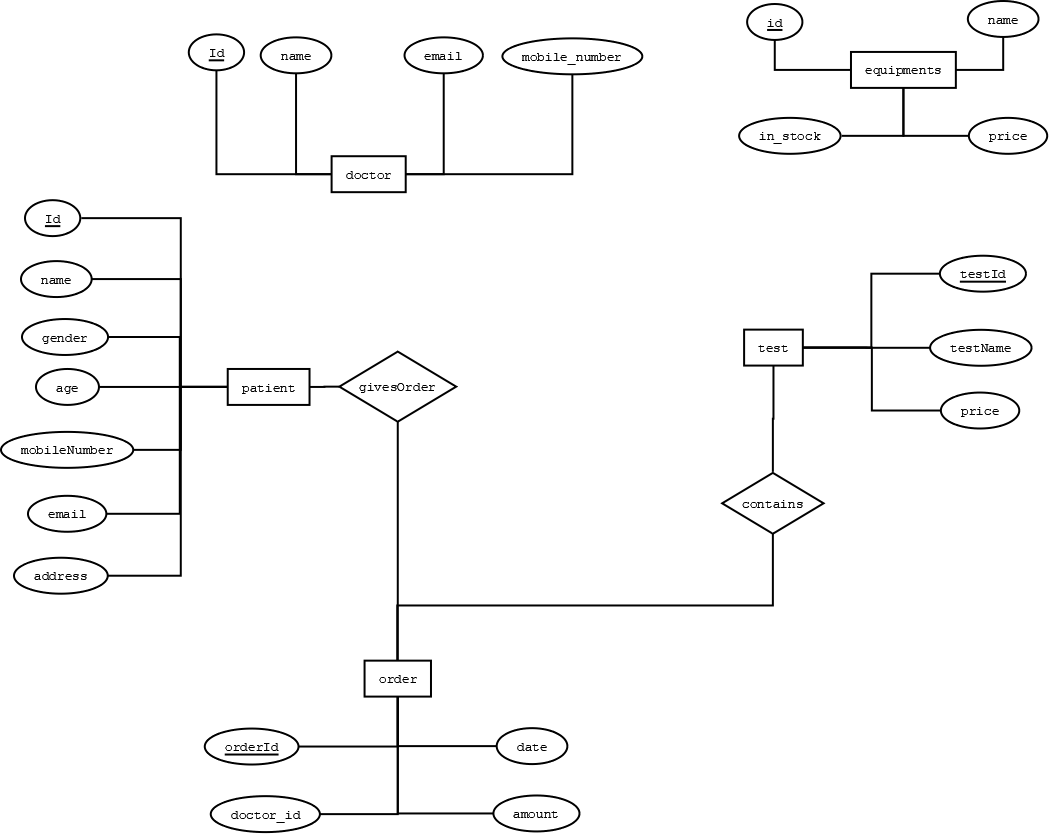 Id
name
email
mobile_number
doctor
id
name
equipments
in_stock
price
Id
name
gender
age
mobileNumber
email
address
patient
givesOrder
test
testId
testName
price
contains
order
orderId
date
doctor_id
amount